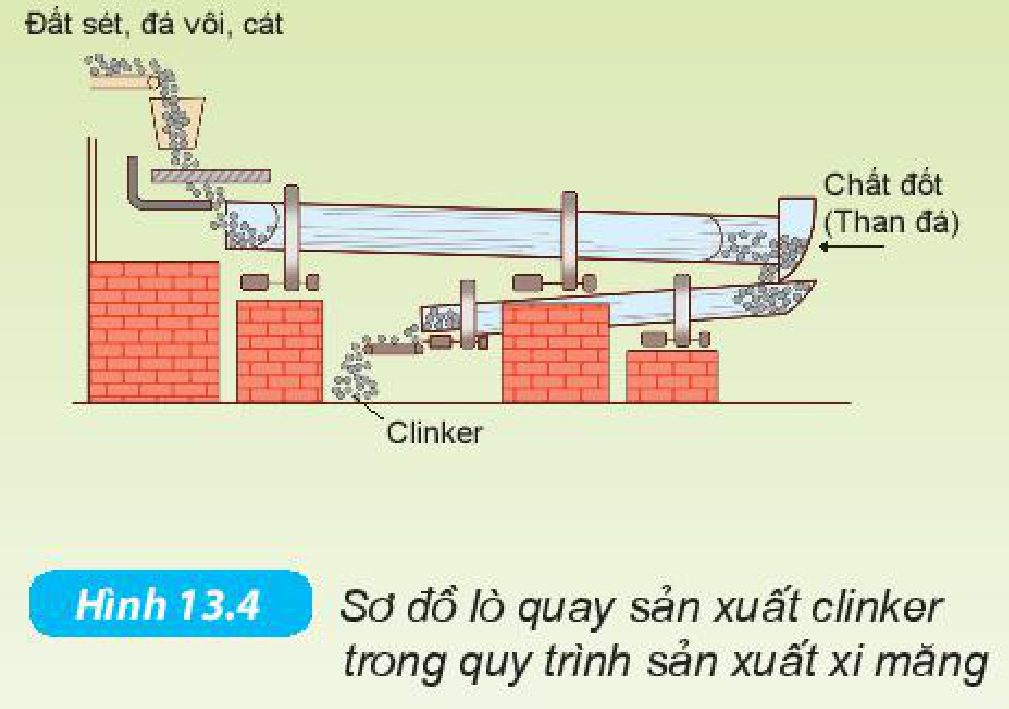 Đất sét, đá vôi, cát
Chất đốt
(Than đá)
Clinker
Hình 13.4
Sơ đồ lò quay sản xuất clinker
trong quy trình sản xuất xi măng